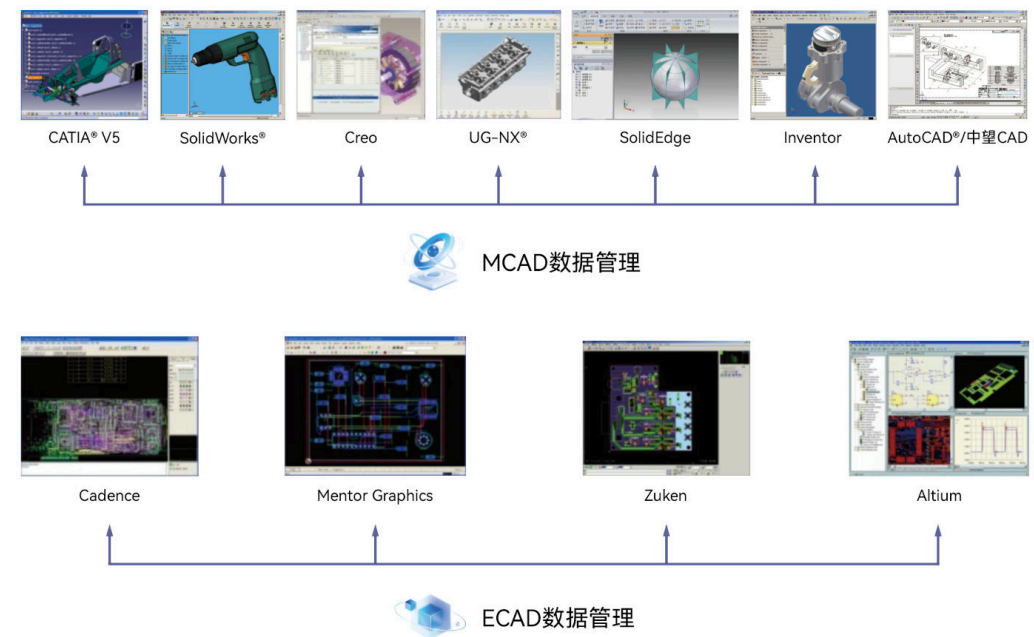 CATIA® V5
SolidWorks®
Creo
UG-NX®
SolidEdge
Inventor
AutoCAD®/中望CAD
MCAD数据管理
Cadence
Mentor Graphics
Zuken
Altium
ECAD数据管理